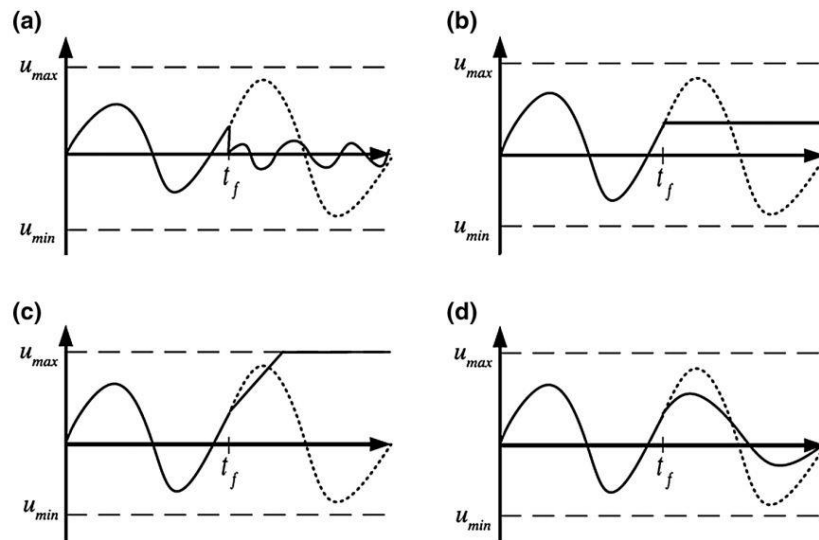 (a)
u_max
t_f
u_min
(b)
u_max
t_f
u_min
(c)
u_max
t_f
u_min
(d)
u_max
t_f
u_min